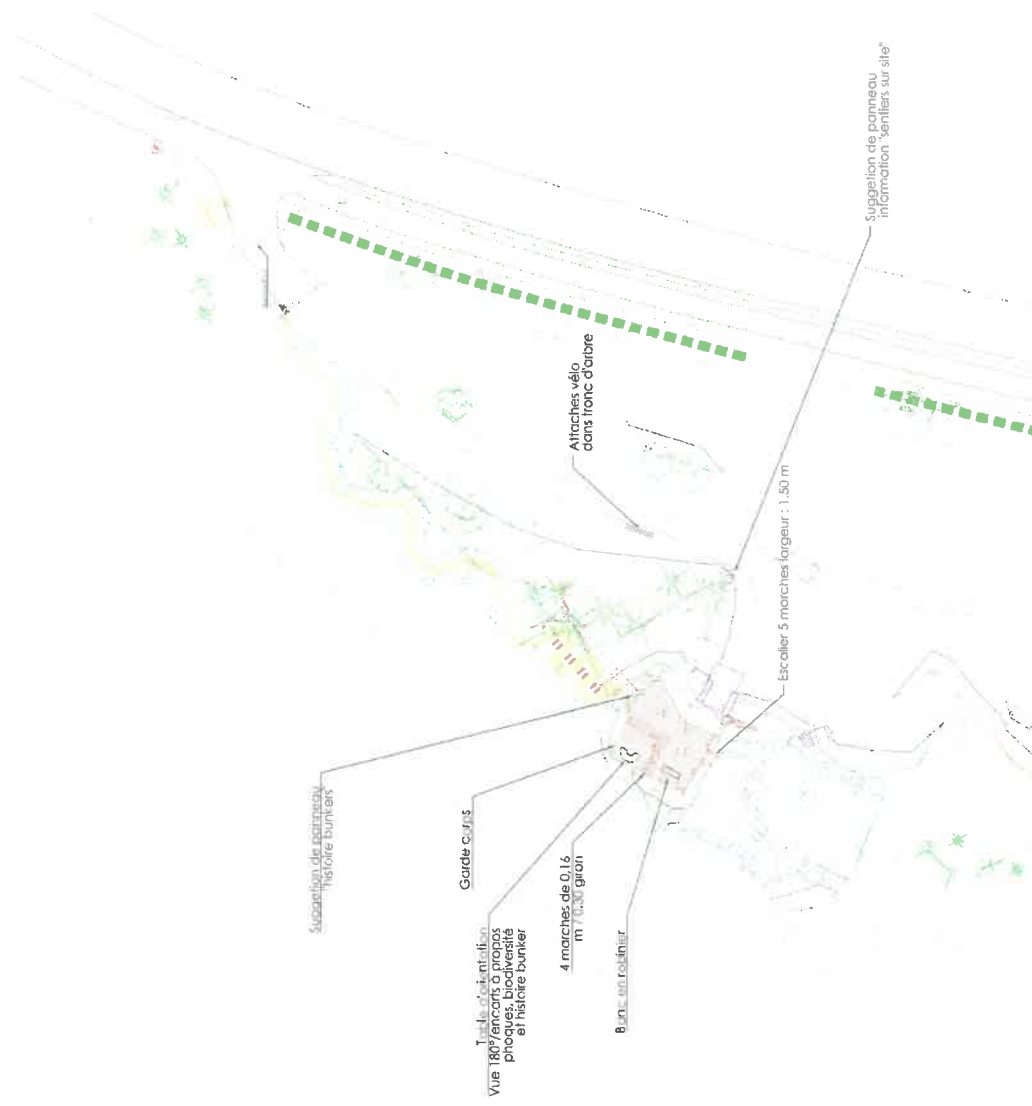 Suggetion de panneau
information "sentiers sur site"
Attaches vélo
dans tronc d'arbre
Escalier 5 marches largeur : 1.50 m
Suggetion de panneau
"histoire bunkers
Garde corps
Table d'orientation
Vue 180°/encarts à propos
phoques, biodiversité
et histoire bunker
4 marches de 0,16
m / 0.30 giron
Banc en robinier